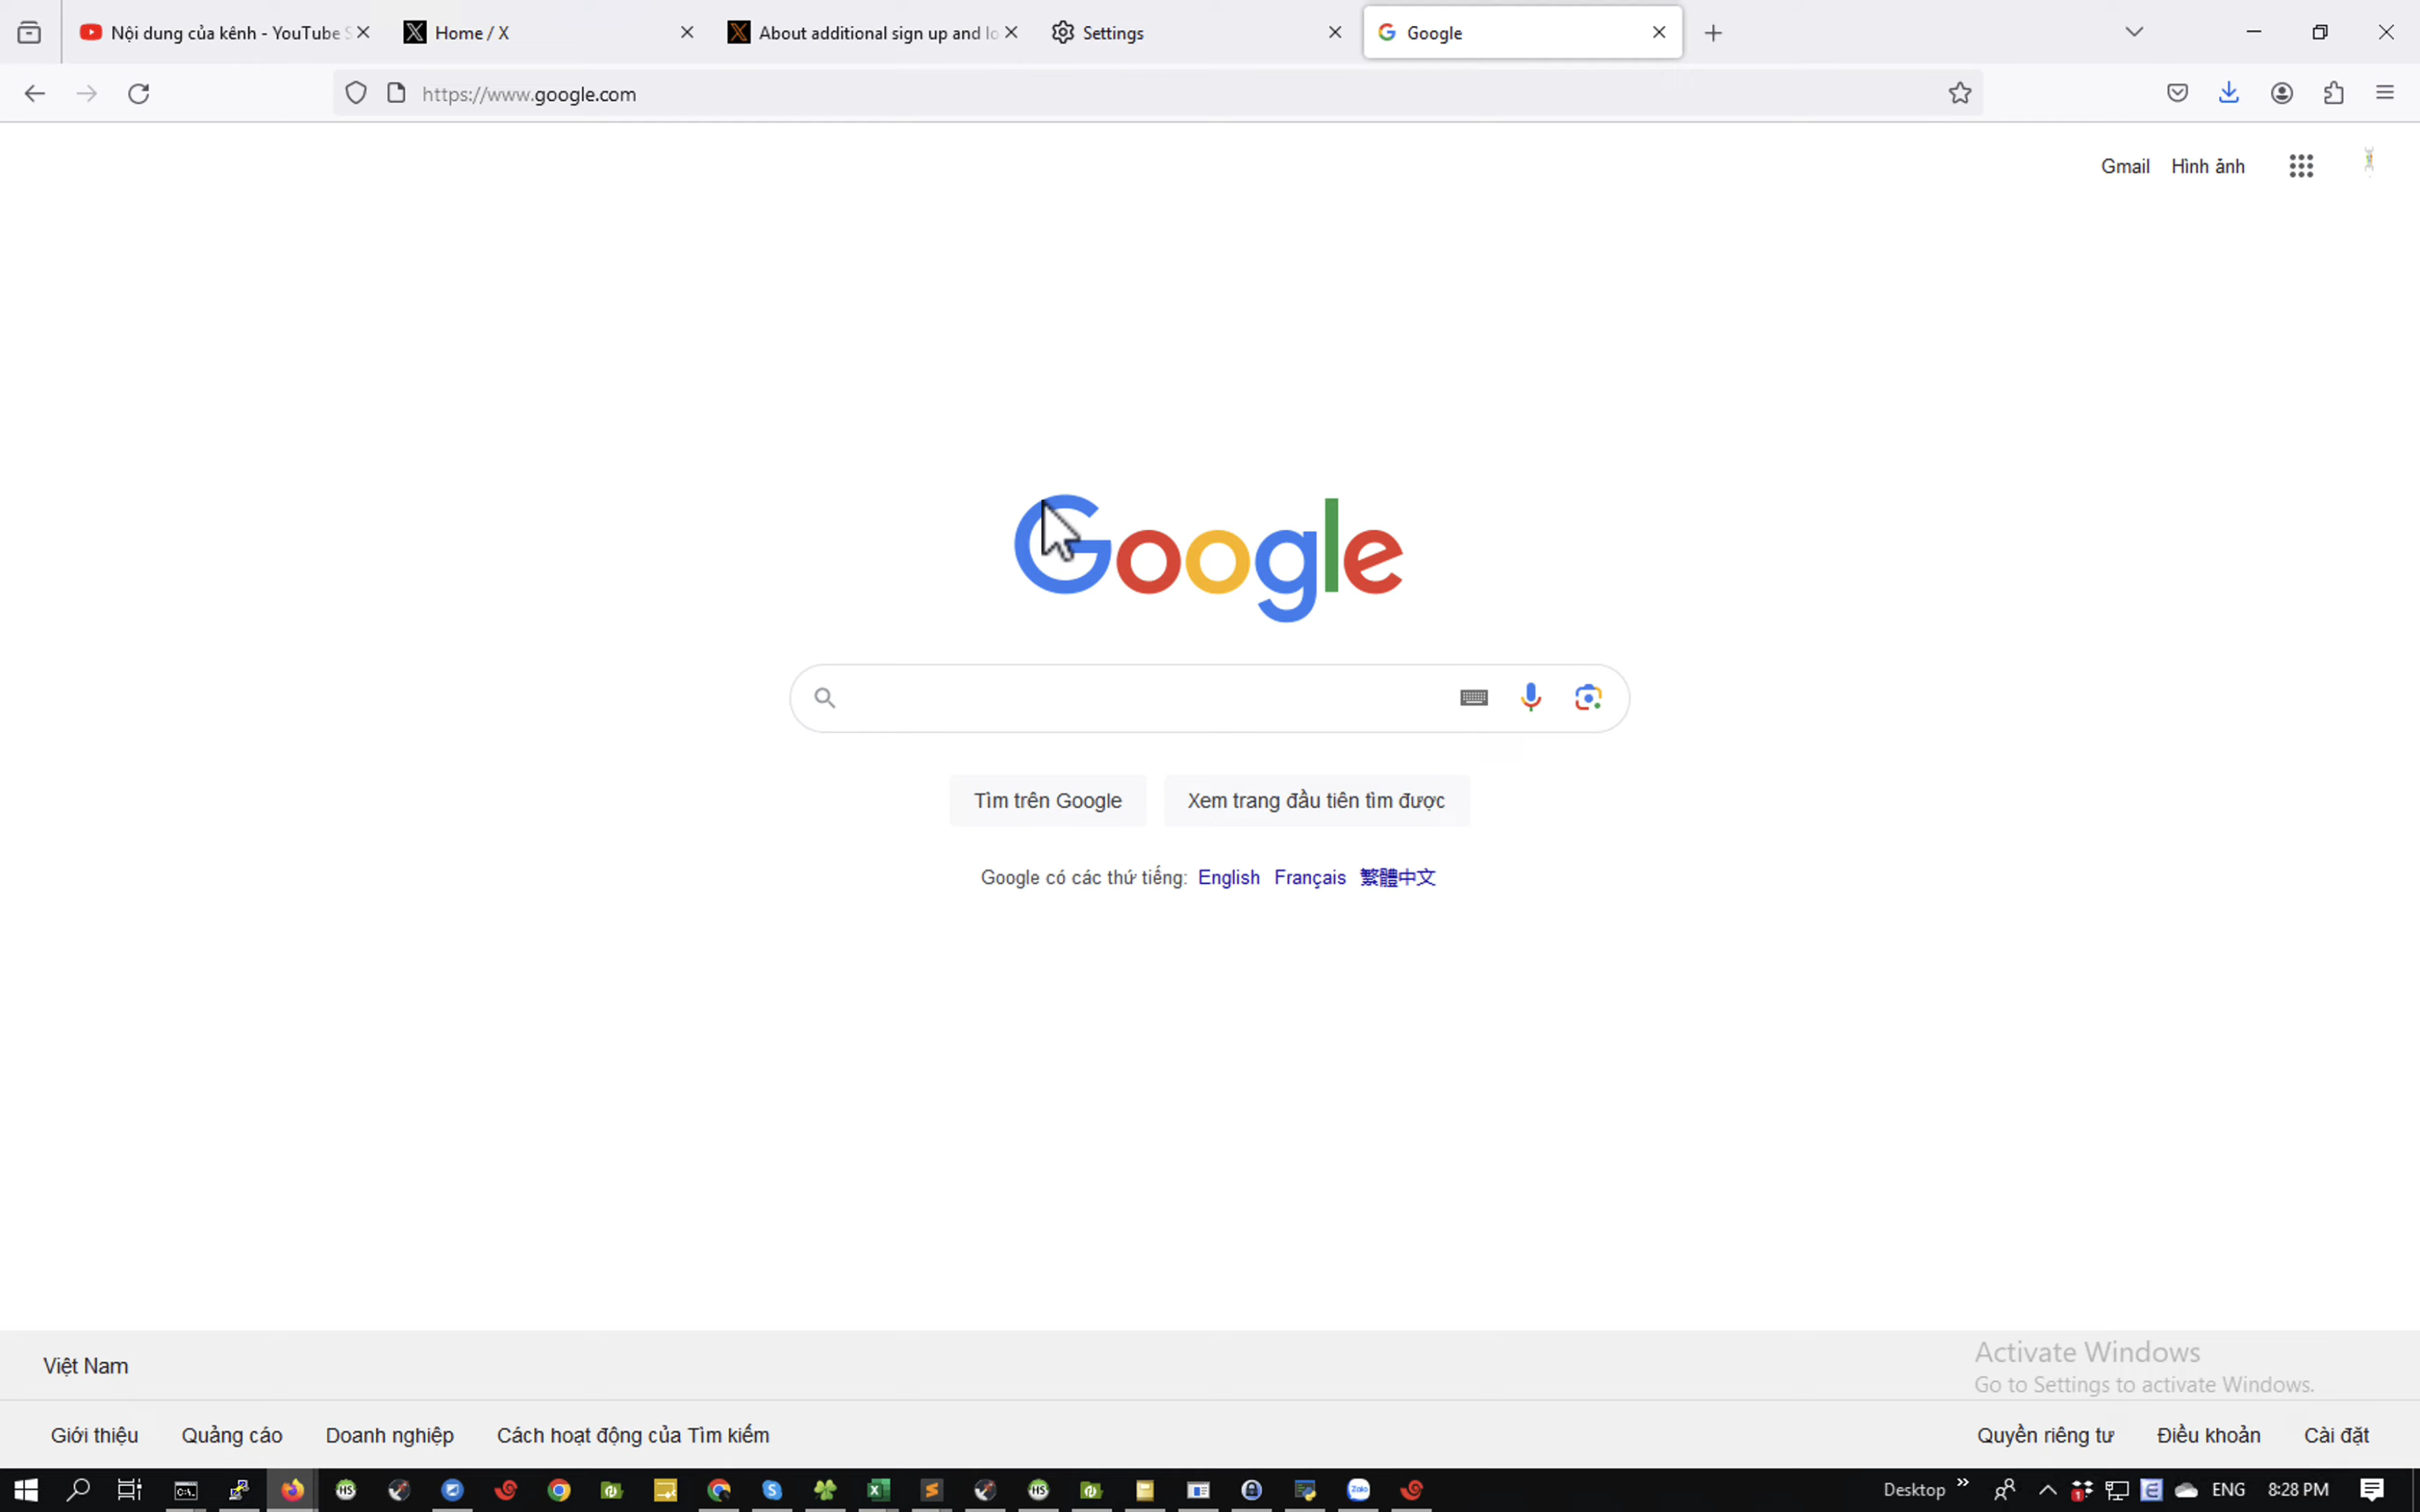 Nội dung của kênh - YouTube S
Home / X
About additional sign up and lo
Settings
Google
https://www.google.com
Gmail Hình ảnh
Google
Tìm trên Google
Xem trang đầu tiên tìm được
Google có các thứ tiếng: English Français 繁體中文
Việt Nam
Activate Windows
Go to Settings to activate Windows.
Giới thiệu Quảng cáo Doanh nghiệp Cách hoạt động của Tìm kiếm
Quyền riêng tư Điều khoản Cài đặt
Desktop
ENG
8:28 PM